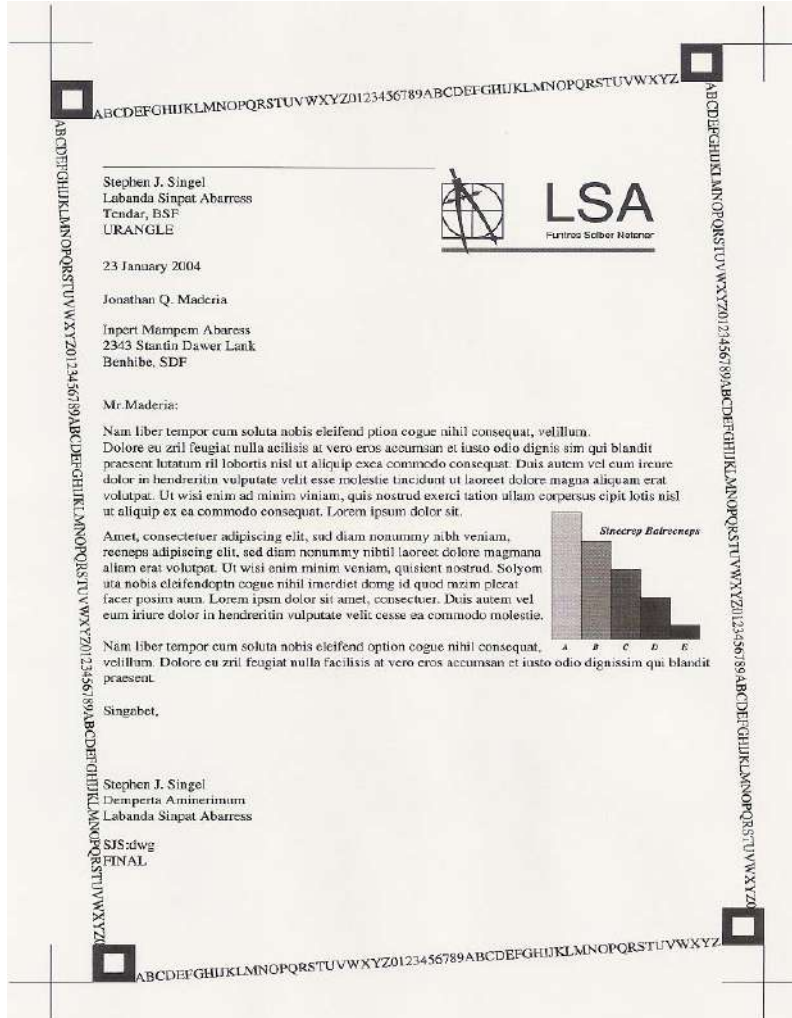 ABCDEFGHIJKLMNOPQRSTUVWXYZ0123456789ABCDEFGHIJKLMNOPQRSTUVWXYZ
ABCDEFGHIJKLMNOPQRSTUVWXYZ0123456789ABCDEFGHIJKLMNOPQRSTUVWXYZ0123456789ABCDEFGHIJKLMNOPQRSTUVWXYZ0
ABCDEFGHIJKLMNOPQRSTUVWXYZ0123456789ABCDEFGHIJKLMNOPQRSTUVWXYZ0123456789ABCDEFGHIJKLMNOPQRSTUVWXYZ0
Stephen J. Singel
Labanda Sinpat Abarress
Tendar, BSF
URANGLE
LSA
Funtres Salber Netener
23 January 2004
Jonathan Q. Maderia
Inpert Mampem Abaress
2343 Stantin Dawer Lank
Benhibe, SDF
Mr.Maderia:
Nam liber tempor cum soluta nobis eleifend ption cogue nihil consequat, velillum.
Dolore eu zril feugiat nulla acilisis at vero eros accumsan et iusto odio dignis sim qui blandit
praesent lutatum ril lobortis nisl ut aliquip exea commodo consequat. Duis autem vel eum ireure
dolor in hendreritin vulputate velit esse molestie tincidunt ut laoreet dolore magna aliquam erat
volutpat. Ut wisi enim ad minim viniam, quis nostrud exerci tation ullam corpersus cipit lotis nisl
ut aliquip ex ea commodo consequat. Lorem ipsum dolor sit.
Amet, consectetuer adipiscing elit, sud diam nonummy nibh veniam,
reeneps adipiscing elit, sed diam nonummy nibtil laoreet dolore magmana
aliam erat volutpat. Ut wisi enim minim veniam, quisient nostrud. Solyom
uta nobis eleifendoptn cogue nihil imerdiet domg id quod mzim plerat
facer posim aum. Lorem ipsm dolor sit amet, consectuer. Duis autem vel
eum iriure dolor in hendreritin vulputate velit cesse ea commodo molestie.
Sinecrep Balreeneps
A B C D E
Nam liber tempor cum soluta nobis eleifend option cogue nihil consequat,
velillum. Dolore eu zril feugiat nulla facilisis at vero eros accumsan et iusto odio dignissim qui blandit
praesent.
Singabet,
Stephen J. Singel
Demperta Aminerimum
Labanda Sinpat Abarress
SJS:dwg
FINAL
ABCDEFGHIJKLMNOPQRSTUVWXYZ0123456789ABCDEFGHIJKLMNOPQRSTUVWXYZ